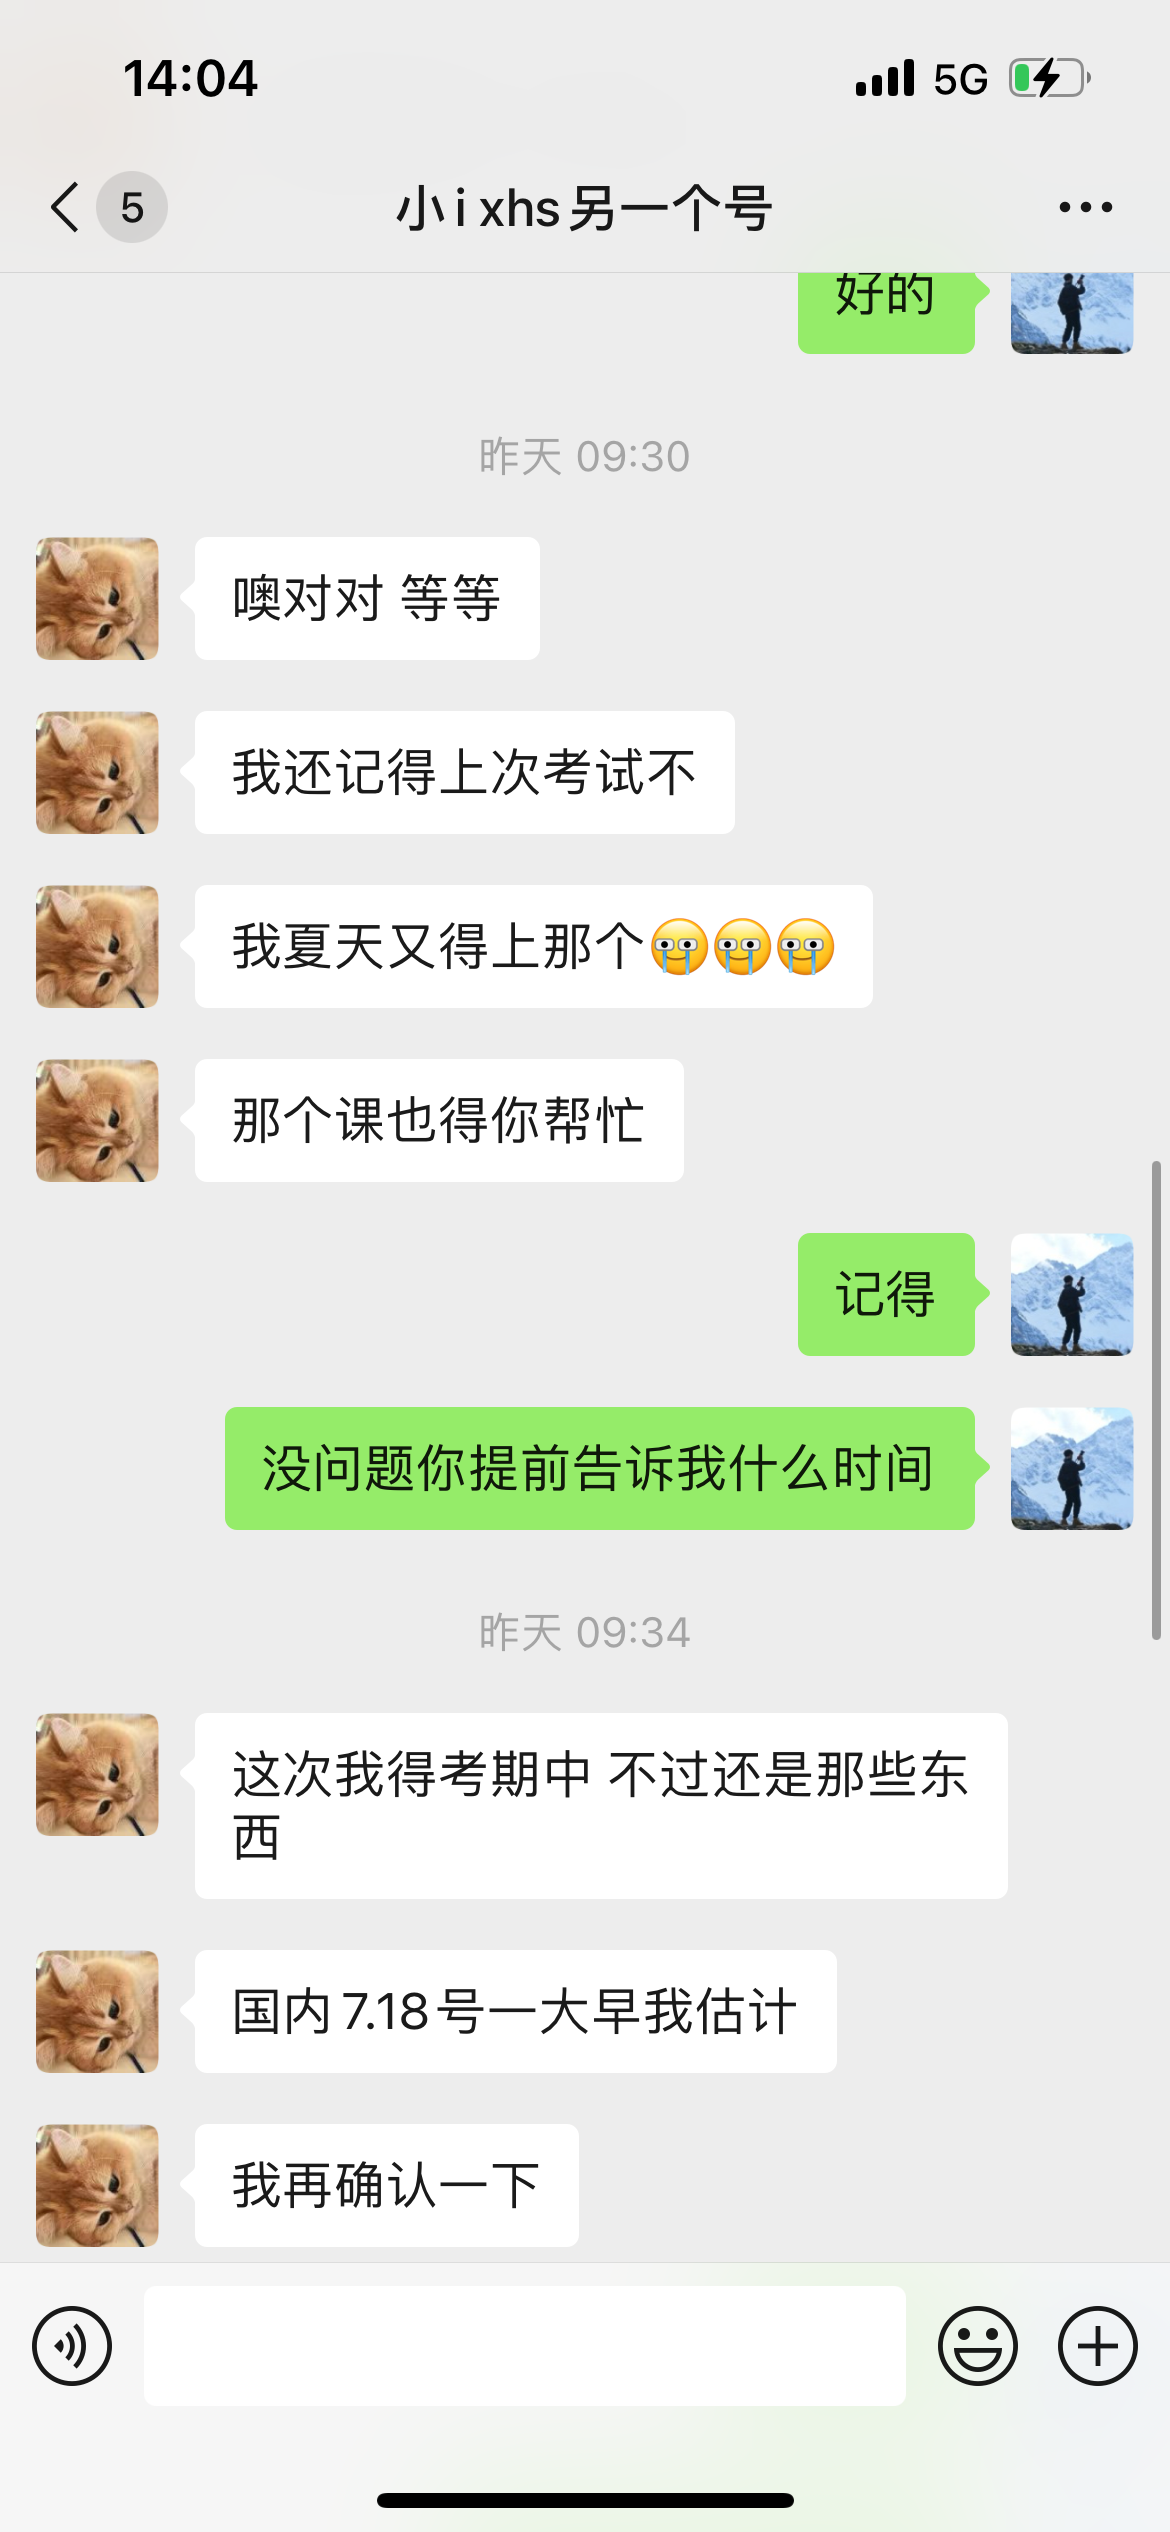 14:04
5G
5
小i xhs另一个号
好的
昨天 09:30
噢对对 等等
我还记得上次考试不
我夏天又得上那个
那个课也得你帮忙
记得
没问题你提前告诉我什么时间
昨天 09:34
这次我得考期中 不过还是那些东
西
国内7.18号一大早我估计
我再确认一下